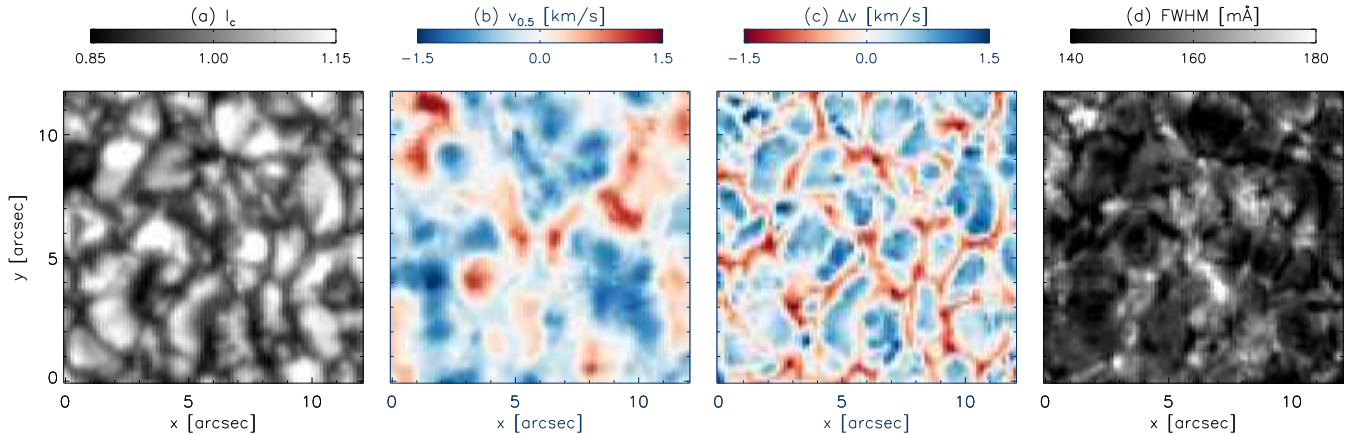 (a) I_c (b) v_0.5 [km/s] (c) Δv [km/s] (d) FWHM [mÅ]
0.85 1.00 1.15 −1.5 0.0 1.5 −1.5 0.0 1.5 140 160 180
10
5
0
y [arcsec]
0 5 10 0 5 10 0 5 10 0 5 10
x [arcsec] x [arcsec] x [arcsec] x [arcsec]